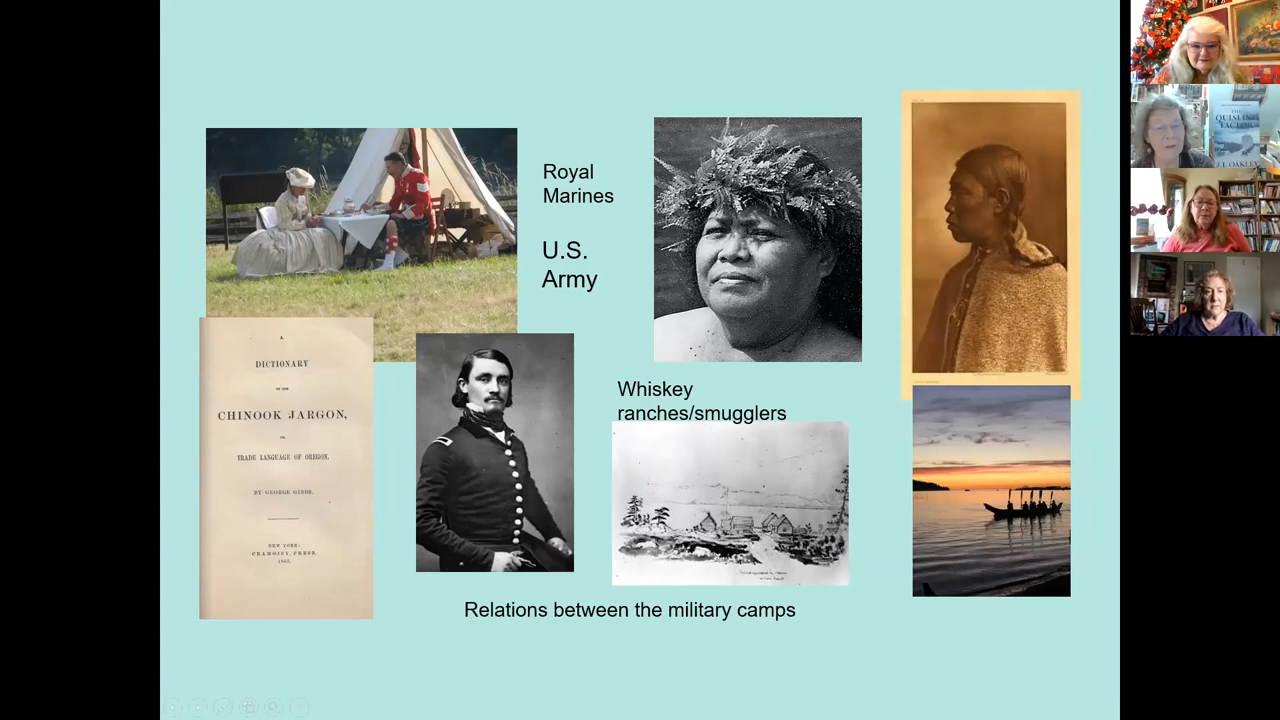 Royal
Marines
U.S.
Army
A
DICTIONARY
OF THE
CHINOOK JARGON,
OR,
TRADE LANGUAGE OF OREGON.
BY GEORGE GIBBS.
NEW YORK:
CRAMOISY PRESS.
1863.
Whiskey
ranches/smugglers
Relations between the military camps
THE
QUISLING
FACTOR
J.L. OAKLEY